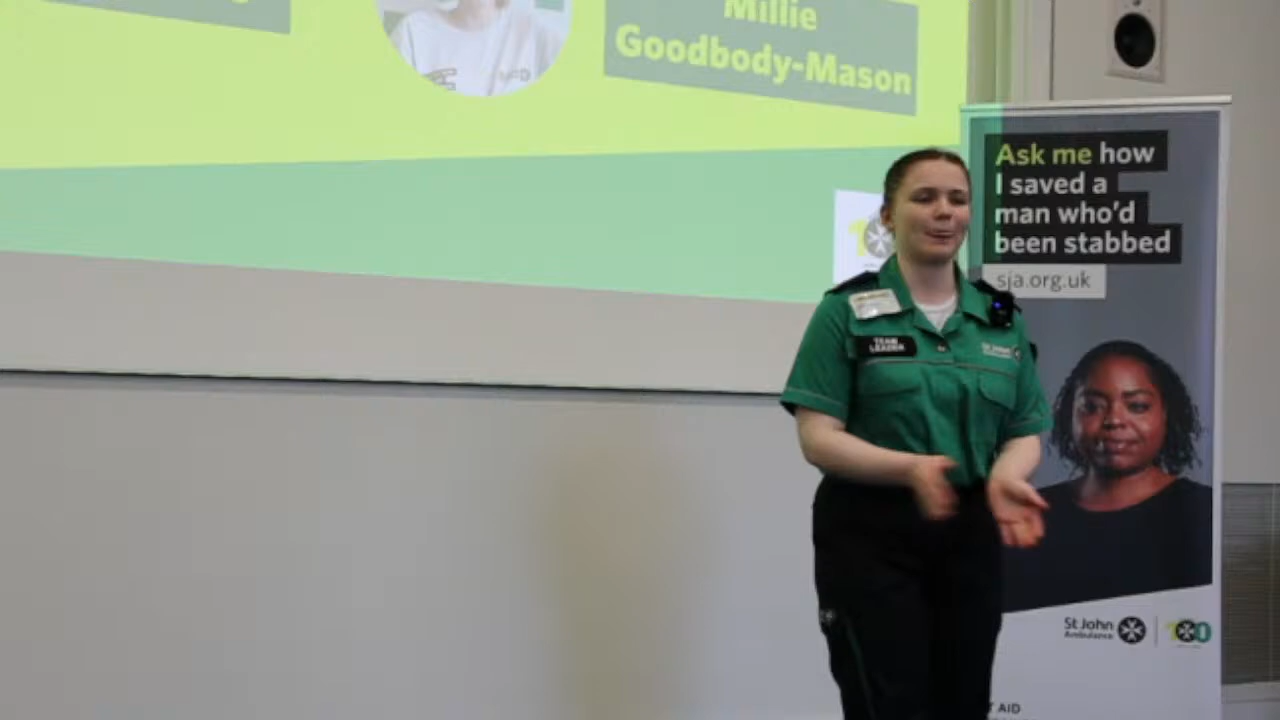 Millie
Goodbody-Mason
Ask me how
I saved a
man who'd
been stabbed
sja.org.uk
TEAM
LEADER
St John
Ambulance
100
AID